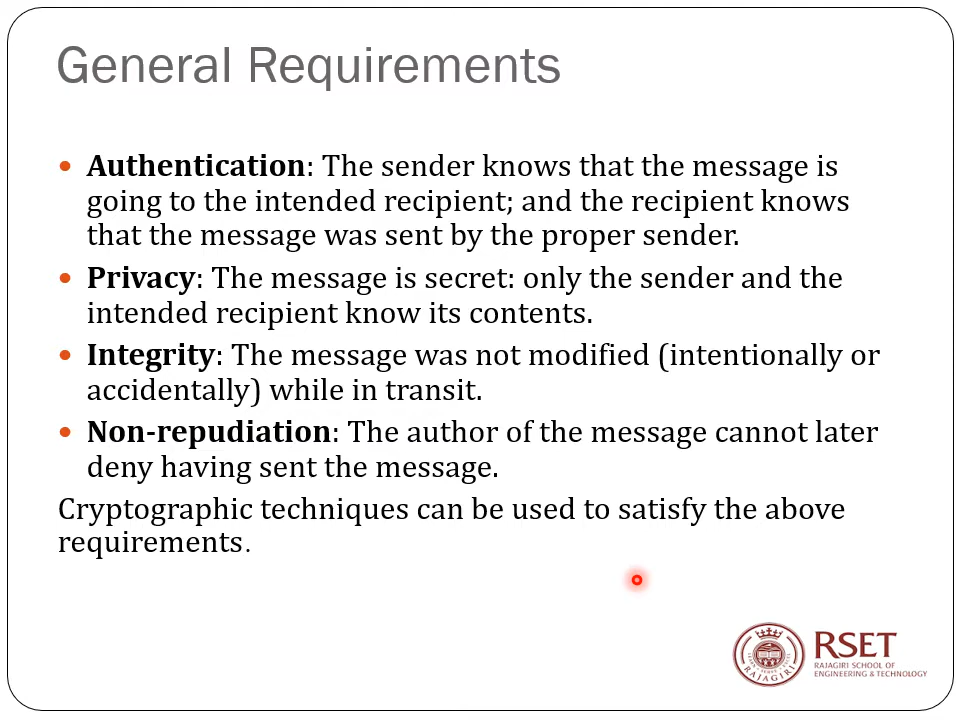 General Requirements
• Authentication: The sender knows that the message is
going to the intended recipient; and the recipient knows
that the message was sent by the proper sender.
• Privacy: The message is secret: only the sender and the
intended recipient know its contents.
• Integrity: The message was not modified (intentionally or
accidentally) while in transit.
• Non-repudiation: The author of the message cannot later
deny having sent the message.
Cryptographic techniques can be used to satisfy the above
requirements.
RSET
RAJAGIRI SCHOOL OF
ENGINEERING & TECHNOLOGY
RAJAGIRI